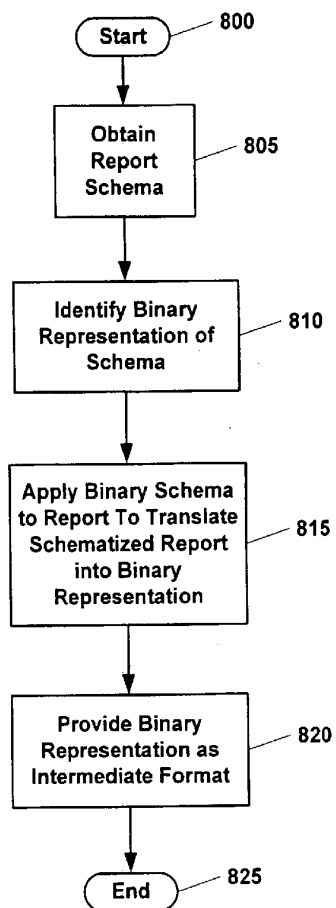 Start
800
Obtain
Report
Schema
805
Identify Binary
Representation of
Schema
810
Apply Binary Schema
to Report To Translate
Schematized Report
into Binary
Representation
815
Provide Binary
Representation as
Intermediate Format
820
End
825